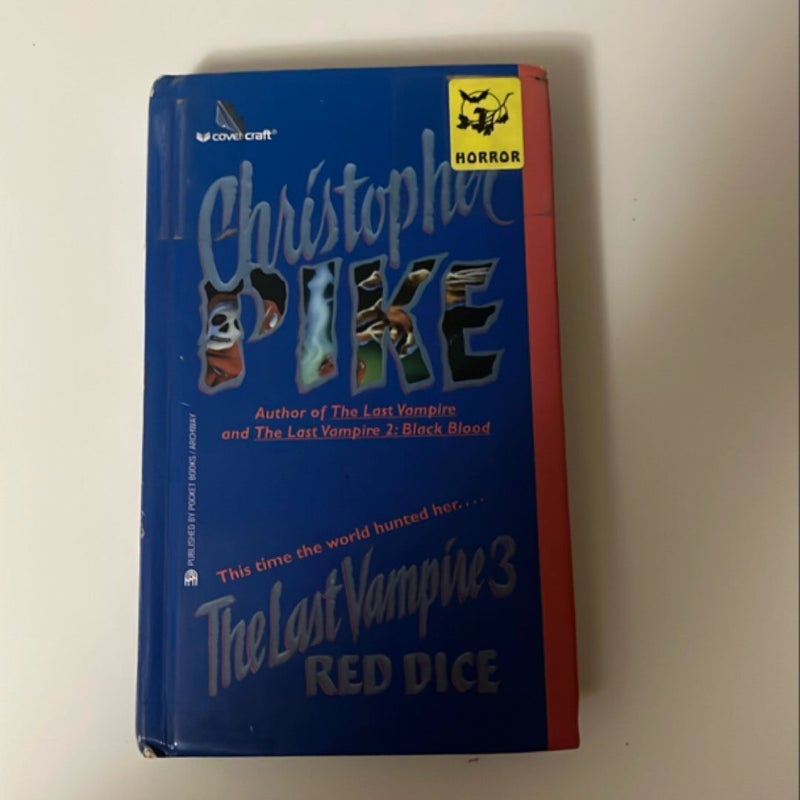 covercraft®
HORROR
Christopher
PIKE
Author of The Last Vampire
and The Last Vampire 2: Black Blood
PUBLISHED BY POCKET BOOKS / ARCHWAY
This time the world hunted her....
The Last Vampire 3
RED DICE